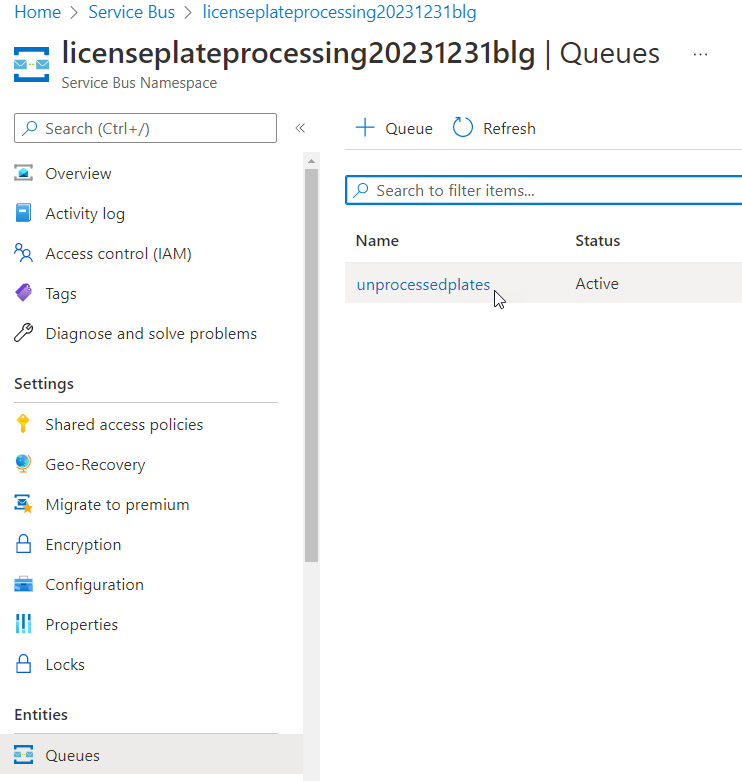 Home > Service Bus > licenseplateprocessing20231231blg
licenseplateprocessing20231231blg | Queues ...
Service Bus Namespace
Search (Ctrl+/)
«
Overview
Activity log
Access control (IAM)
Tags
Diagnose and solve problems
Settings
Shared access policies
Geo-Recovery
Migrate to premium
Encryption
Configuration
Properties
Locks
Entities
Queues
+ Queue Refresh
Search to filter items...
Name Status
unprocessedplates Active